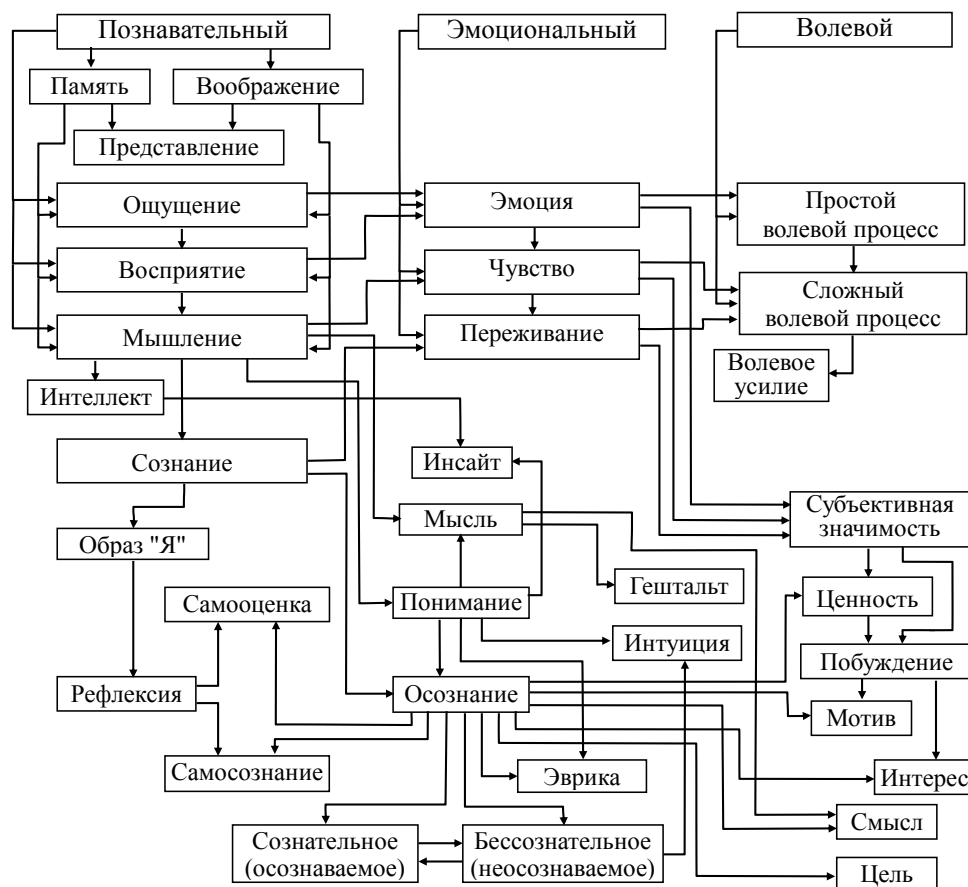 Познавательный
Эмоциональный
Волевой
Память
Воображение
Представление
Ощущение
Эмоция
Простой
волевой процесс
Восприятие
Чувство
Сложный
волевой процесс
Мышление
Переживание
Волевое
усилие
Интеллект
Сознание
Инсайт
Мысль
Субъективная
значимость
Образ "Я"
Гештальт
Самооценка
Понимание
Ценность
Интуиция
Побуждение
Рефлексия
Осознание
Мотив
Самосознание
Эврика
Интерес
Сознательное
(осознаваемое)
Бессознательное
(неосознаваемое)
Смысл
Цель